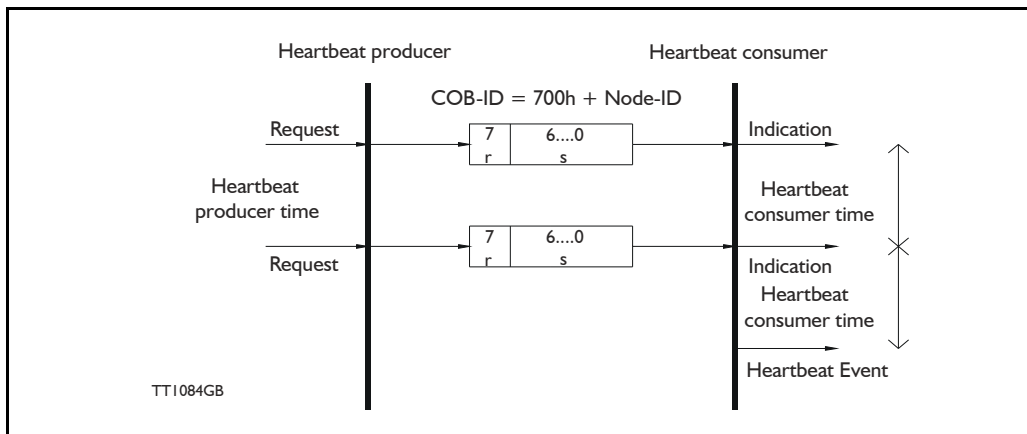 Heartbeat producer
Heartbeat consumer
COB-ID = 700h + Node-ID
Request
7
6....0
r
s
Indication
Heartbeat
producer time
Heartbeat
consumer time
Request
7
6....0
r
s
Indication
Heartbeat
consumer time
Heartbeat Event
TT1084GB